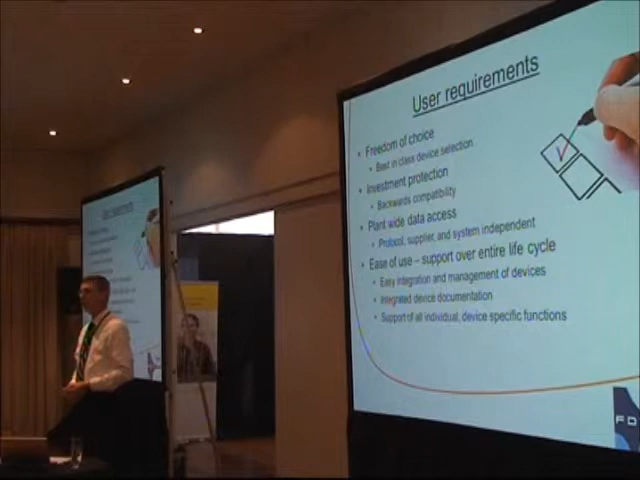 User requirements
• Freedom of choice
• Best in class device selection
• Investment protection
• Backwards compatibility
• Plant wide data access
• Protocol, supplier, and system independent
• Ease of use – support over entire life cycle
• Easy integration and management of devices
• Integrated device documentation
• Support of all individual, device specific functions
FD